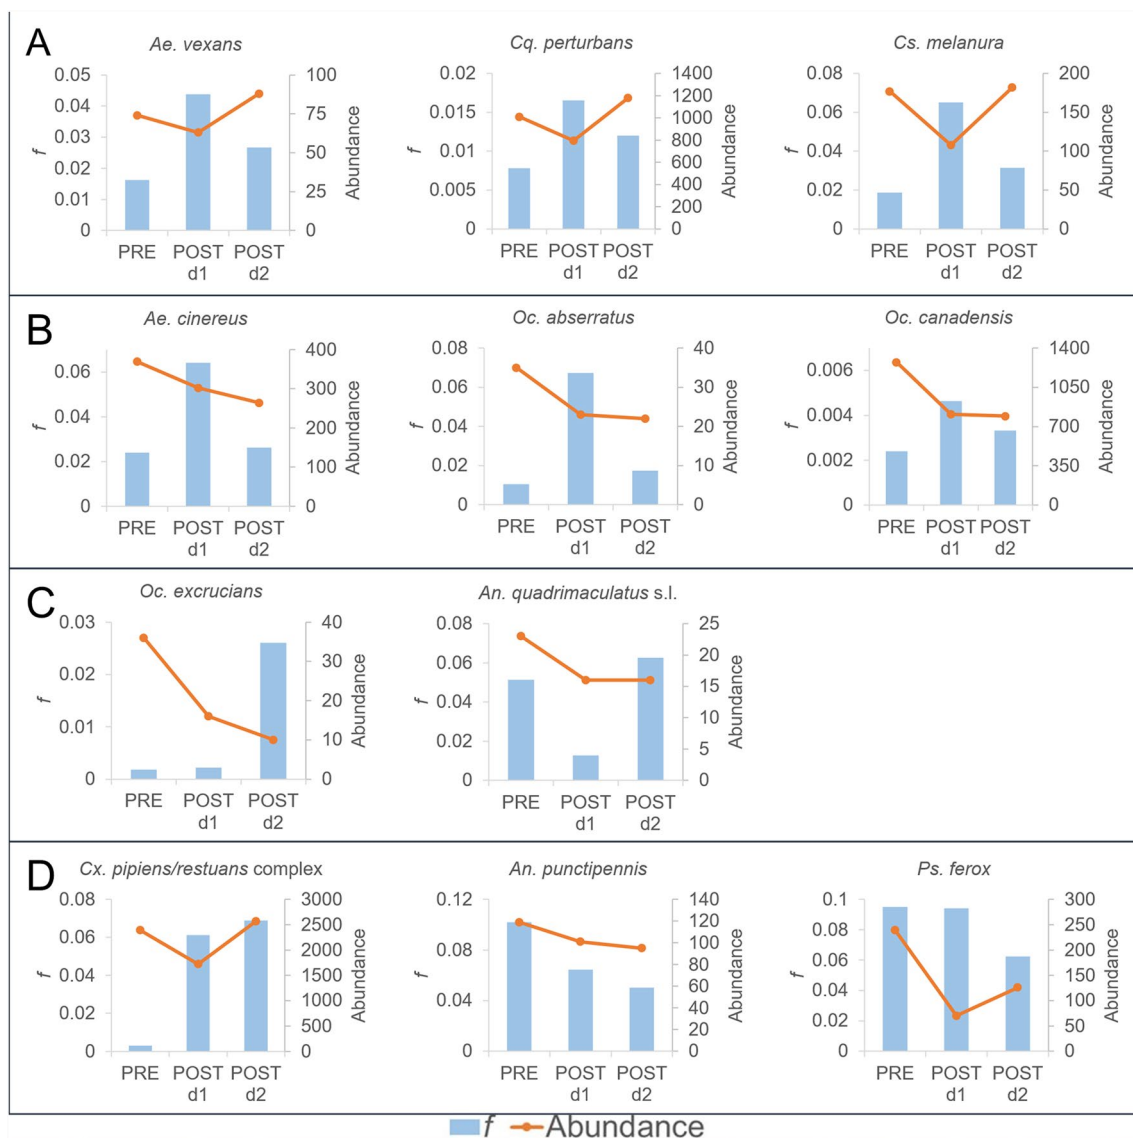 A
Ae. vexans
Cq. perturbans
Cs. melanura
0.05
0.04
0.03
0.02
0.01
0
f
100
75
50
25
0
Abundance
PRE
POST
d1
POST
d2
0.02
0.015
0.01
0.005
0
f
1400
1200
1000
800
600
400
200
0
Abundance
PRE
POST
d1
POST
d2
0.08
0.06
0.04
0.02
0
f
200
150
100
50
0
Abundance
PRE
POST
d1
POST
d2
B
Ae. cinereus
Oc. abserratus
Oc. canadensis
0.06
0.04
0.02
0
f
400
300
200
100
0
Abundance
PRE
POST
d1
POST
d2
0.08
0.06
0.04
0.02
0
f
40
30
20
10
0
Abundance
PRE
POST
d1
POST
d2
0.006
0.004
0.002
0
f
1400
1050
700
350
0
Abundance
PRE
POST
d1
POST
d2
C
Oc. excrucians
An. quadrimaculatus s.l.
0.03
0.02
0.01
0
f
40
30
20
10
0
Abundance
PRE
POST
d1
POST
d2
0.08
0.06
0.04
0.02
0
f
25
20
15
10
5
0
Abundance
PRE
POST
d1
POST
d2
D
Cx. pipiens/restuans complex
An. punctipennis
Ps. ferox
0.08
0.06
0.04
0.02
0
f
3000
2500
2000
1500
1000
500
0
Abundance
PRE
POST
d1
POST
d2
0.12
0.08
0.04
0
f
140
120
100
80
60
40
20
0
Abundance
PRE
POST
d1
POST
d2
0.1
0.08
0.06
0.04
0.02
0
f
300
250
200
150
100
50
0
Abundance
PRE
POST
d1
POST
d2
f Abundance